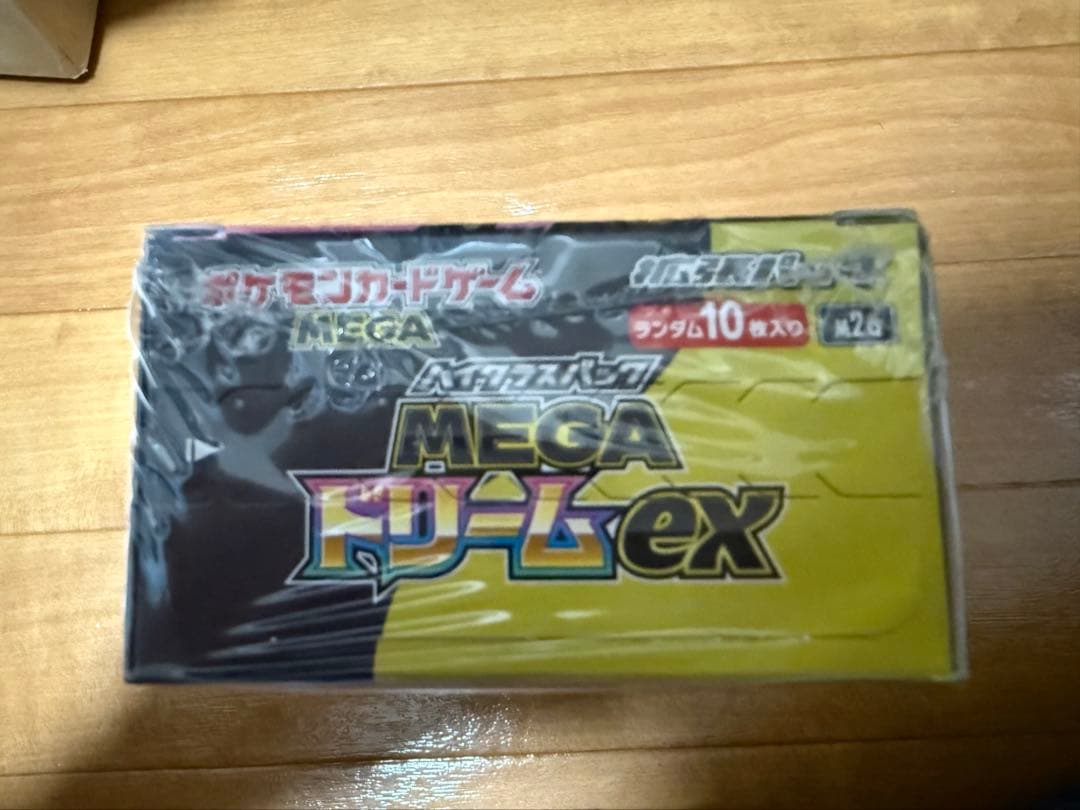 ポケモンカードゲーム
MEGA
拡張パック
ランダム10枚入り
ハイクラスパック
MEGA
ドリームex